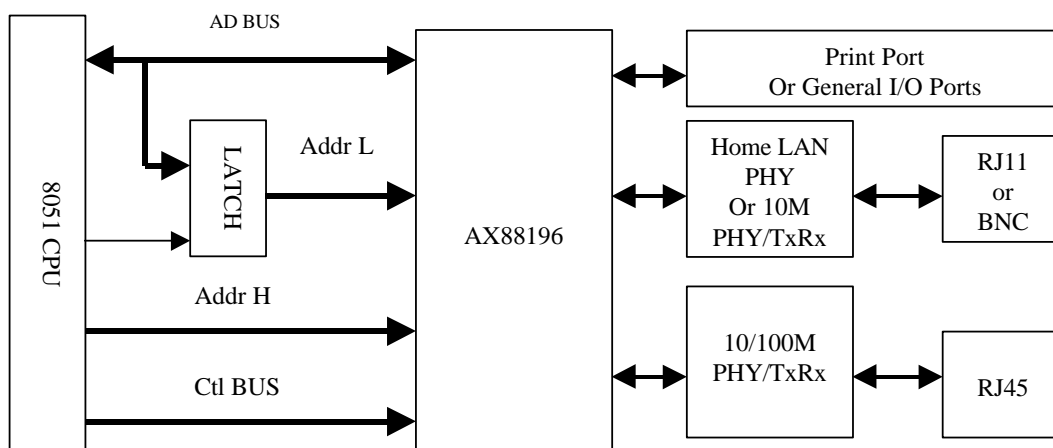 AD BUS
8051 CPU
LATCH
Addr L
Addr H
Ctl BUS
AX88196
Print Port
Or General I/O Ports
Home LAN
PHY
Or 10M
PHY/TxRx
RJ11
or
BNC
10/100M
PHY/TxRx
RJ45